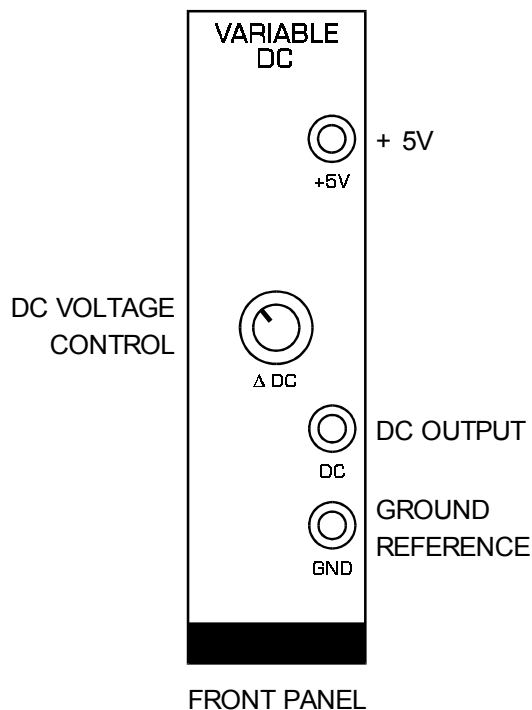 VARIABLE
DC
+ 5V
+5V
DC VOLTAGE
CONTROL
Δ DC
DC OUTPUT
DC
GROUND
REFERENCE
GND
FRONT PANEL